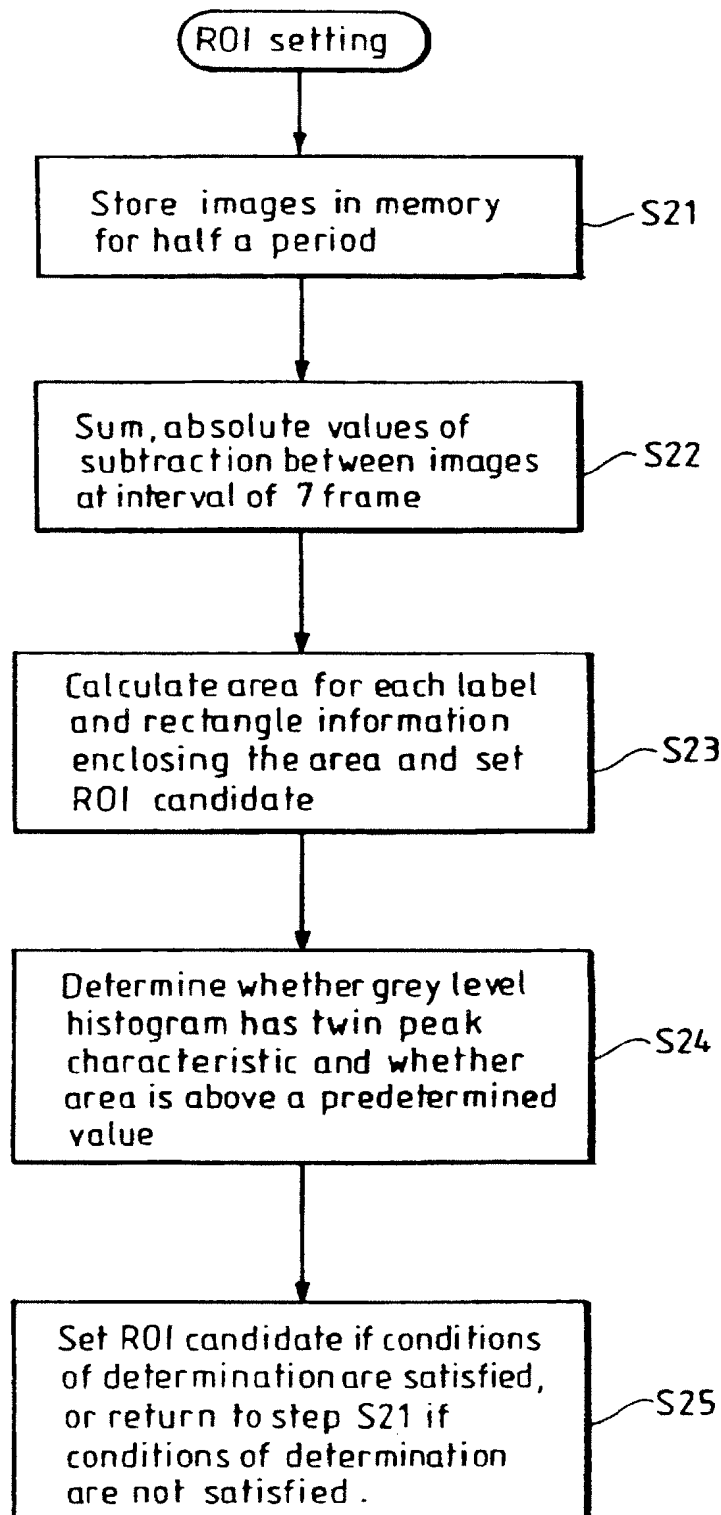 ROI setting
Store images in memory
for half a period
S21
Sum, absolute values of
subtraction between images
at interval of 7 frame
S22
Calculate area for each label
and rectangle information
enclosing the area and set
ROI candidate
S23
Determine whether grey level
histogram has twin peak
characteristic and whether
area is above a predetermined
value
S24
Set ROI candidate if conditions
of determination are satisfied,
or return to step S21 if
conditions of determination
are not satisfied.
S25